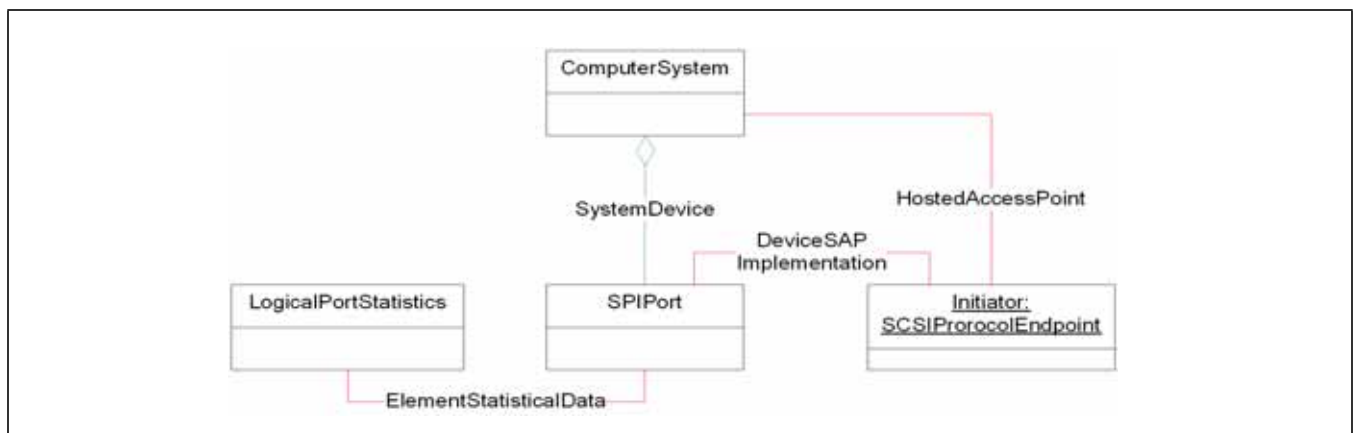 ComputerSystem
SystemDevice
HostedAccessPoint
DeviceSAP
Implementation
LogicalPortStatistics
SPIPort
Initiator:
SCSIProrocolEndpoint
ElementStatisticalData